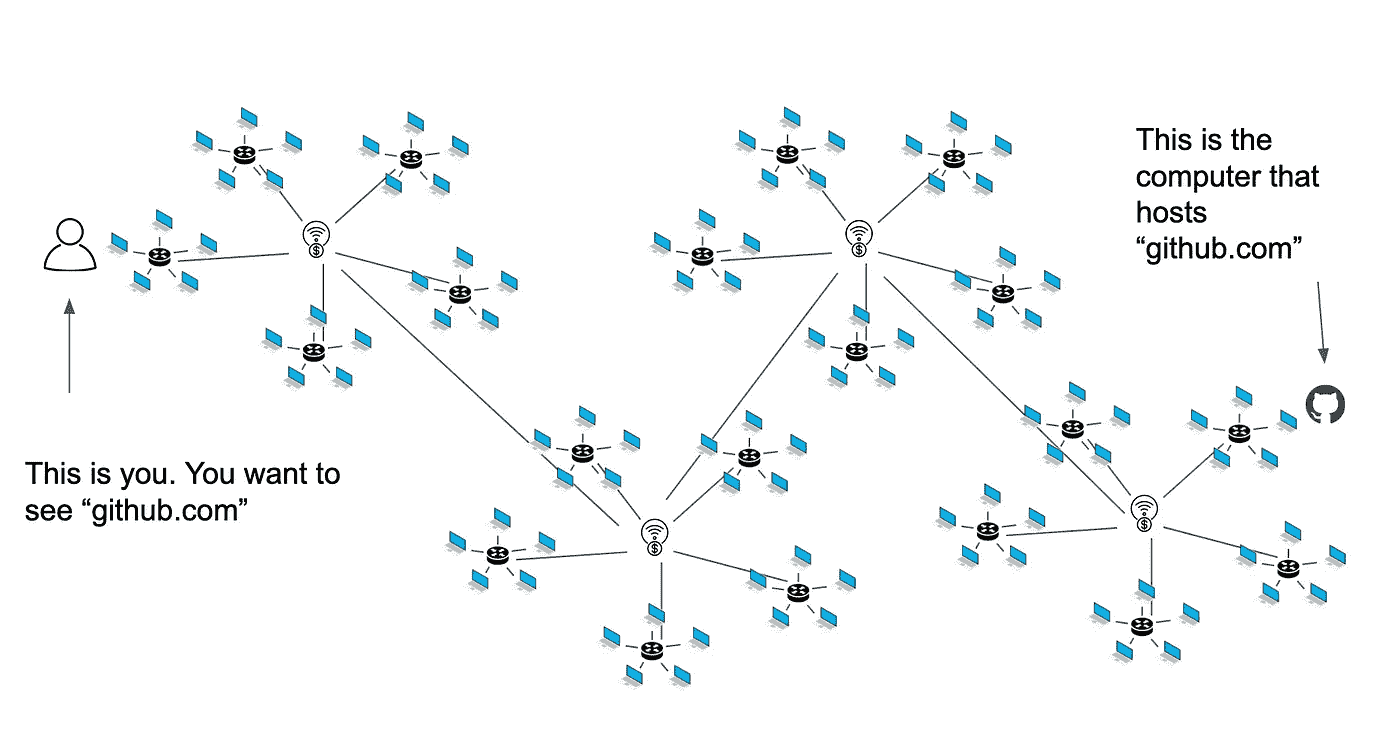 This is the
computer that
hosts
“github.com”
This is you. You want to
see “github.com”